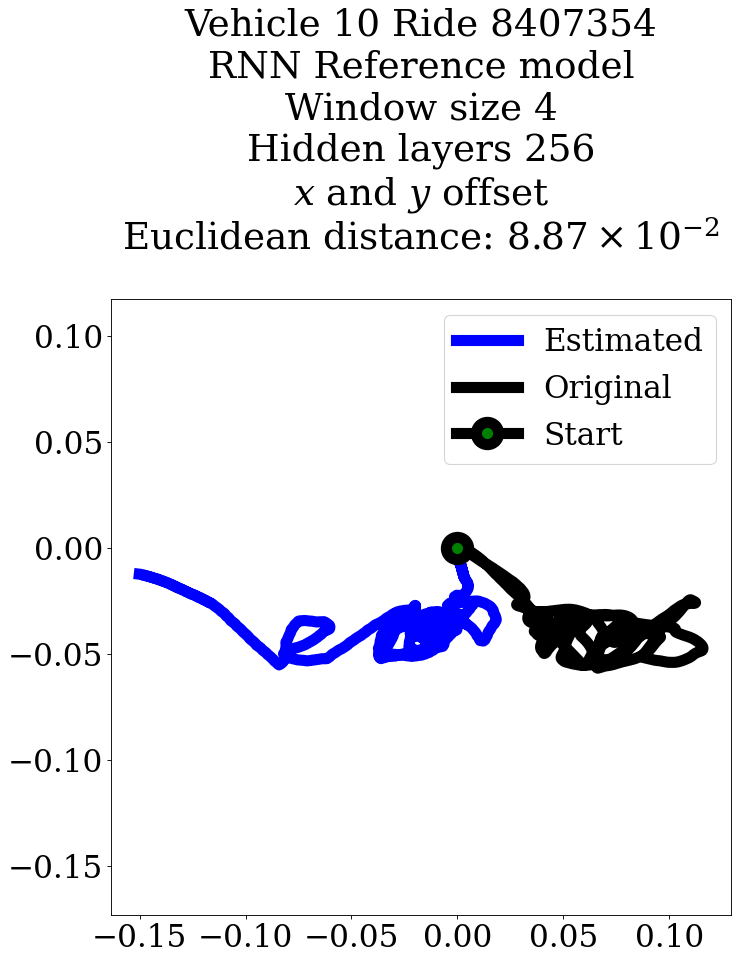 Vehicle 10 Ride 8407354
RNN Reference model
Window size 4
Hidden layers 256
x and y offset
Euclidean distance: 8.87 × 10⁻²
Estimated
Original
Start
0.10
0.05
0.00
−0.05
−0.10
−0.15
−0.15 −0.10 −0.05 0.00 0.05 0.10